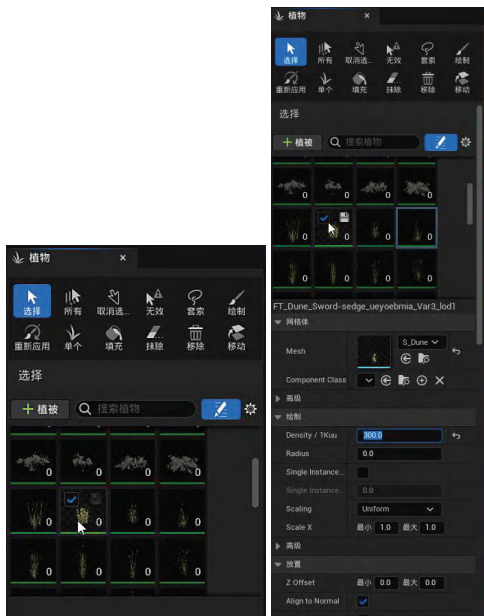 植物 ×
选择 所有 取消选... 无效 套索 绘制
重新应用 单个 填充 抹除 移除 移动
选择
+ 植被 搜索植物
0 0 0 0
0 0 0 0
0 0 0 0
植物 ×
选择 所有 取消选... 无效 套索 绘制
重新应用 单个 填充 抹除 移除 移动
选择
+ 植被 搜索植物
0 0 0 0
0 0 0 0
0 0 0 0
FT_Dune_Sword-sedge_ueyoebmia_Var3_lod1
网格体
Mesh S_Dune
Component Class
高级
绘制
Density / 1Kuu 300.0
Radius 0.0
Single Instance...
Single Instance... 0.0
Scaling Uniform
Scale X 最小 1.0 最大 1.0
高级
放置
Z Offset 最小 0.0 最大 0.0
Align to Normal